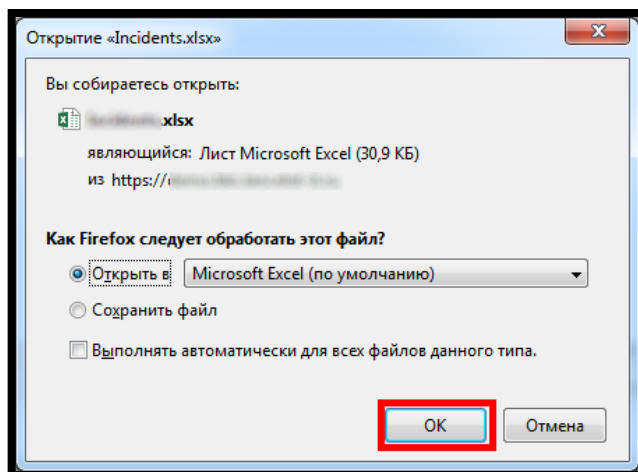 Открытие «Incidents.xlsx»
Вы собираетесь открыть:
.xlsx
являющийся: Лист Microsoft Excel (30,9 КБ)
из https://
Как Firefox следует обработать этот файл?
Открыть в Microsoft Excel (по умолчанию)
Сохранить файл
Выполнять автоматически для всех файлов данного типа.
ОК Отмена